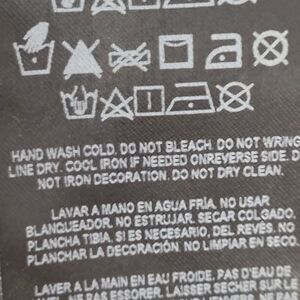 HAND WASH COLD. DO NOT BLEACH. DO NOT WRING
LINE DRY. COOL IRON IF NEEDED ONREVERSE SIDE. D
NOT IRON DECORATION. DO NOT DRY CLEAN.
LAVAR A MANO EN AGUA FRÍA. NO USAR
BLANQUEADOR. NO ESTRUJAR. SECAR COLGADO.
PLANCHA TIBIA, SI ES NECESARIO, DEL REVÉS. NO
PLANCHAR LA DECORACIÓN. NO LIMPIAR EN SECO.
LAVER A LA MAIN EN EAU FROIDE. PAS D'EAU DE
NE PAS ESSORER. LAISSER SÉCHER SUR LE